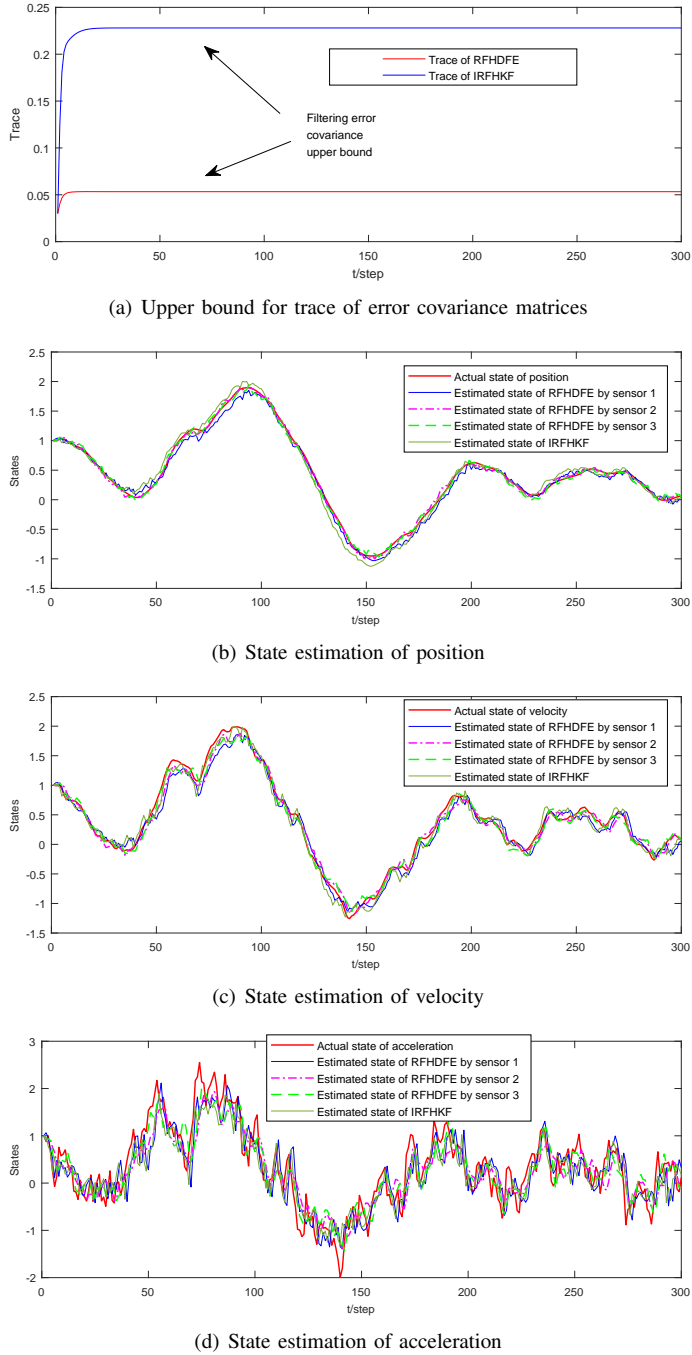 0.25
0.2
0.15
0.1
0.05
0
Trace
Trace of RFHDFE
Trace of IRFHKF
Filtering error
covariance
upper bound
0 50 100 150 200 250 300
t/step
(a) Upper bound for trace of error covariance matrices
2.5
2
1.5
1
0.5
0
-0.5
-1
-1.5
States
Actual state of position
Estimated state of RFHDFE by sensor 1
Estimated state of RFHDFE by sensor 2
Estimated state of RFHDFE by sensor 3
Estimated state of IRFHKF
0 50 100 150 200 250 300
t/step
(b) State estimation of position
2.5
2
1.5
1
0.5
0
-0.5
-1
-1.5
States
Actual state of velocity
Estimated state of RFHDFE by sensor 1
Estimated state of RFHDFE by sensor 2
Estimated state of RFHDFE by sensor 3
Estimated state of IRFHKF
0 50 100 150 200 250 300
t/step
(c) State estimation of velocity
3
2
1
0
-1
-2
States
Actual state of acceleration
Estimated state of RFHDFE by sensor 1
Estimated state of RFHDFE by sensor 2
Estimated state of RFHDFE by sensor 3
Estimated state of IRFHKF
0 50 100 150 200 250 300
t/step
(d) State estimation of acceleration